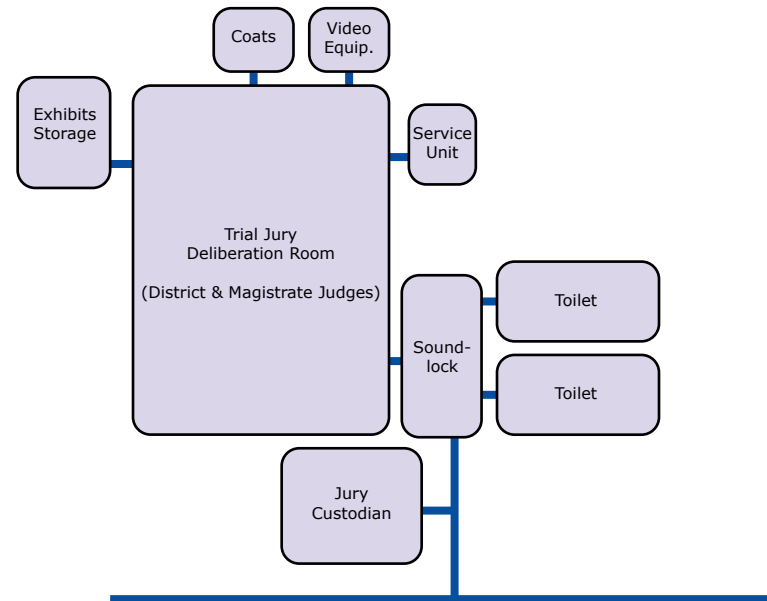 Coats
Video
Equip.
Exhibits
Storage
Service
Unit
Trial Jury
Deliberation Room
(District & Magistrate Judges)
Toilet
Sound-
lock
Toilet
Jury
Custodian